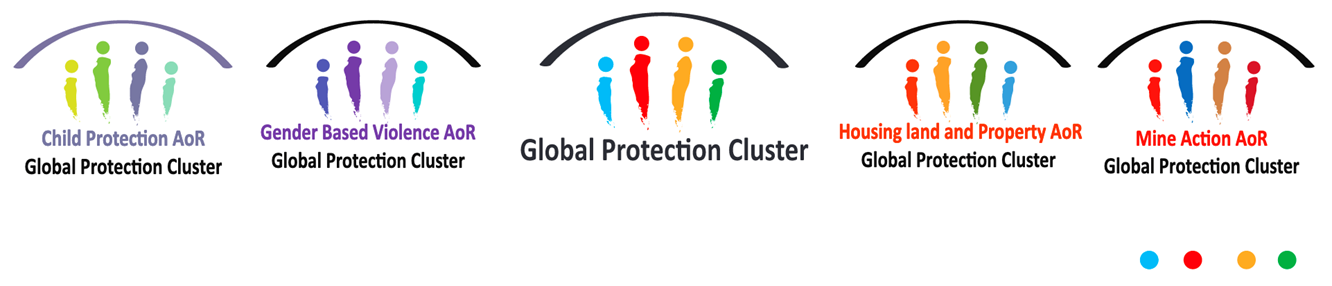 Child Protection AoR
Global Protection Cluster
Gender Based Violence AoR
Global Protection Cluster
Global Protection Cluster
Housing land and Property AoR
Global Protection Cluster
Mine Action AoR
Global Protection Cluster